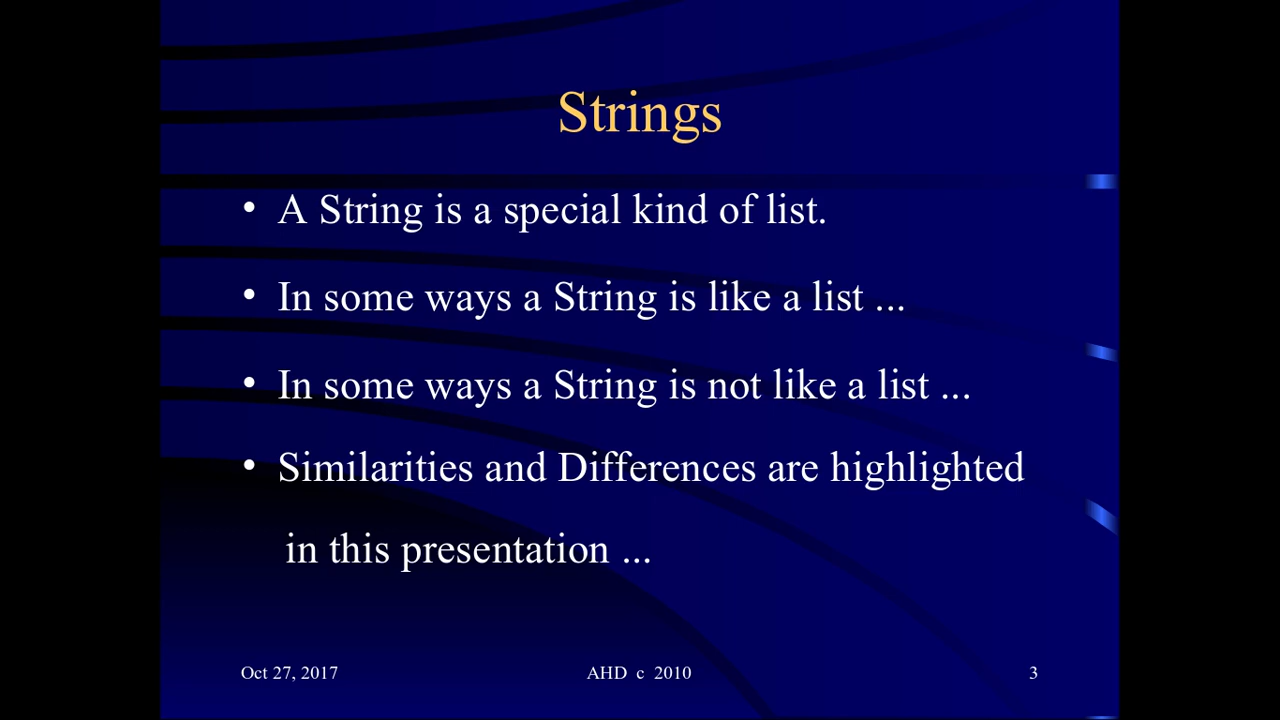 Strings
• A String is a special kind of list.
• In some ways a String is like a list ...
• In some ways a String is not like a list ...
• Similarities and Differences are highlighted
in this presentation ...
Oct 27, 2017 AHD c 2010 3